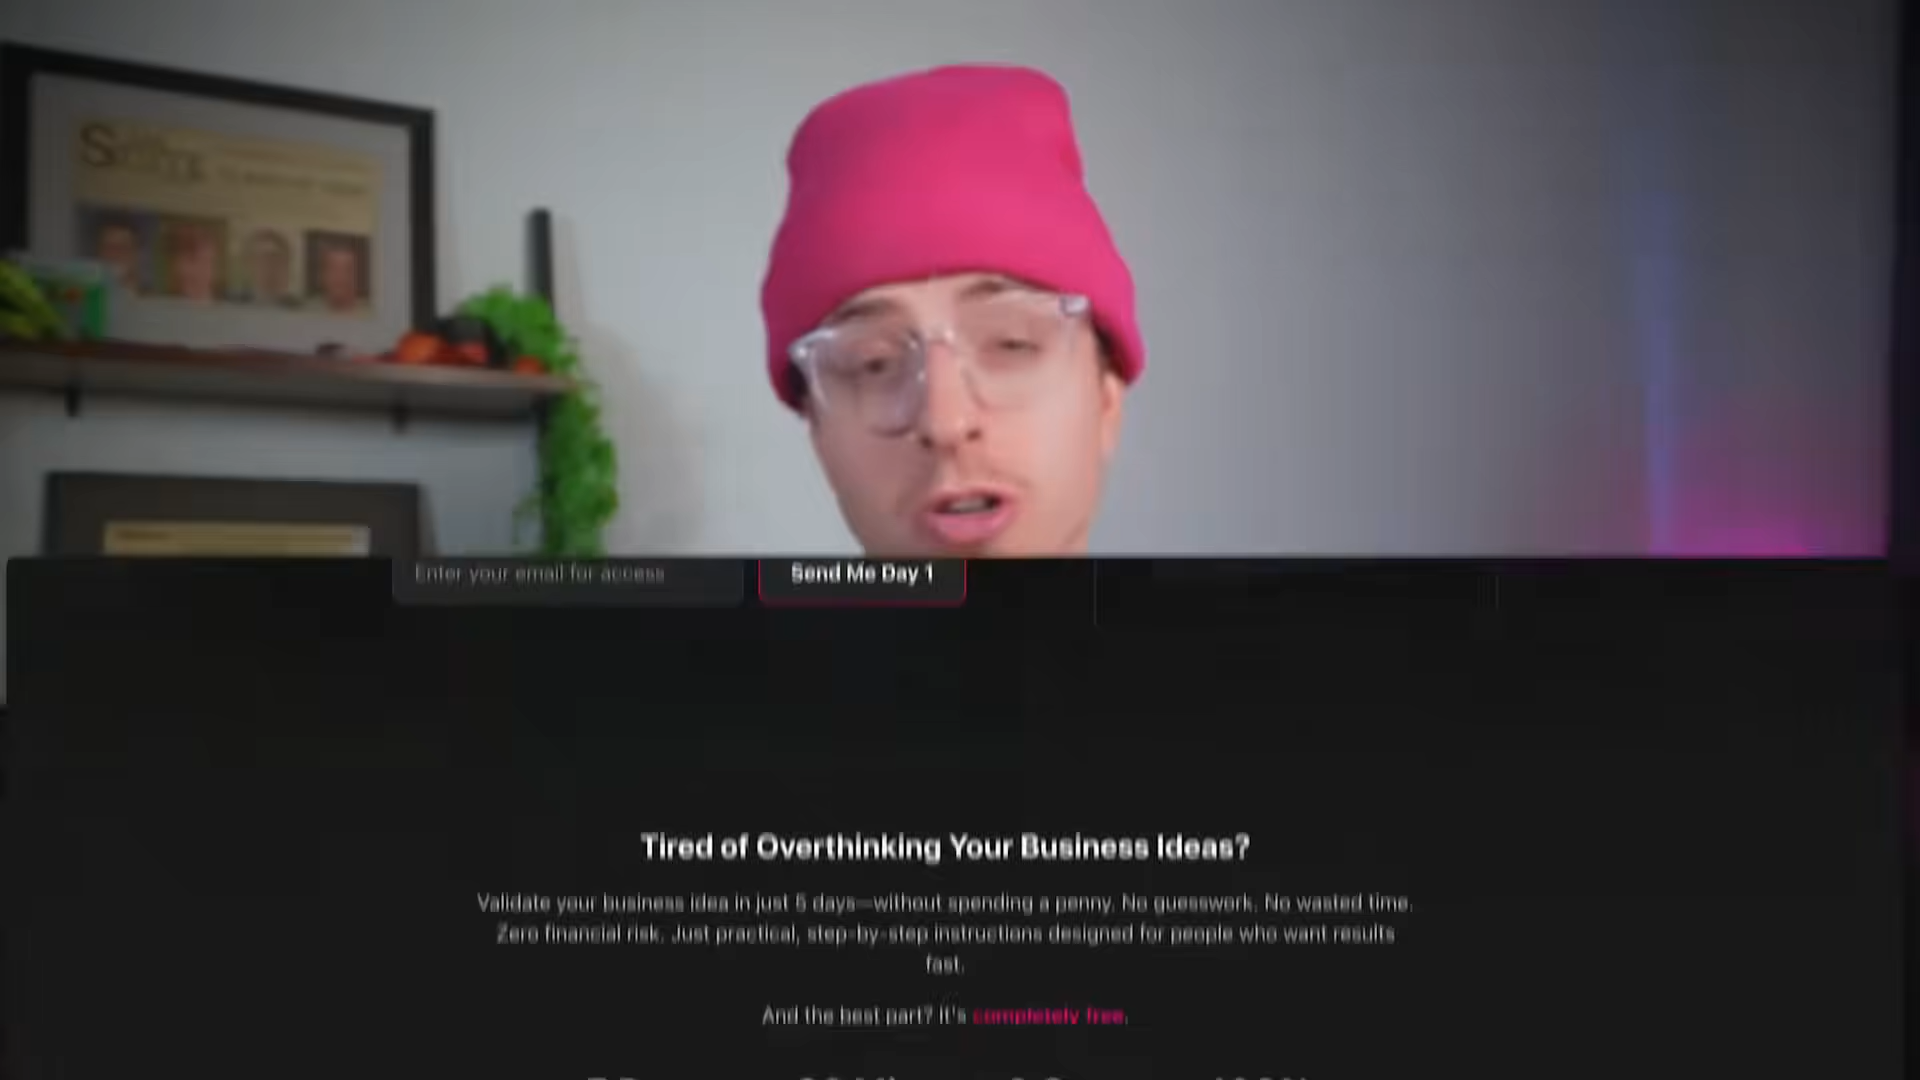 Enter your email for access
Send Me Day 1
Tired of Overthinking Your Business Ideas?
Validate your business idea in just 5 days—without spending a penny. No guesswork. No wasted time.
Zero financial risk. Just practical, step-by-step instructions designed for people who want results
fast.
And the best part? It's completely free.